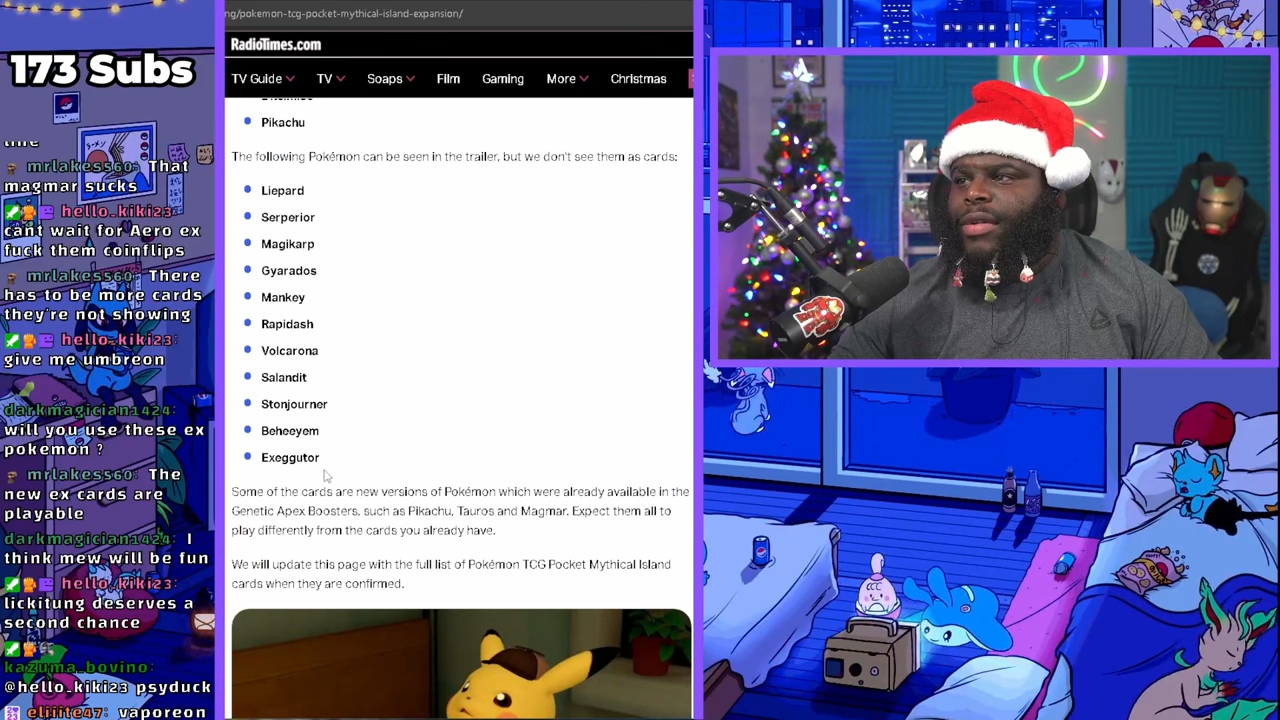 173 Subs
mrlakess60: That
magmar sucks
hello_kiki23:
cant wait for Aero ex
fuck them coinflips
mrlakess60: There
has to be more cards
they're not showing
hello_kiki23:
give me umbreon
darkmagician1424:
will you use these ex
pokemon ?
mrlakess60: The
new ex cards are
playable
darkmagician1424: I
think mew will be fun
hello_kiki23:
lickitung deserves a
second chance
kazuma_bovino:
@hello_kiki23 psyduck
eliiite47: vaporeon
ng/pokemon-tcg-pocket-mythical-island-expansion/
RadioTimes.com
TV Guide TV Soaps Film Gaming More Christmas
Pikachu
The following Pokémon can be seen in the trailer, but we don't see them as cards:
Liepard
Serperior
Magikarp
Gyarados
Mankey
Rapidash
Volcarona
Salandit
Stonjourner
Beheeyem
Exeggutor
Some of the cards are new versions of Pokémon which were already available in the
Genetic Apex Boosters, such as Pikachu, Tauros and Magmar. Expect them all to
play differently from the cards you already have.
We will update this page with the full list of Pokémon TCG Pocket Mythical Island
cards when they are confirmed.